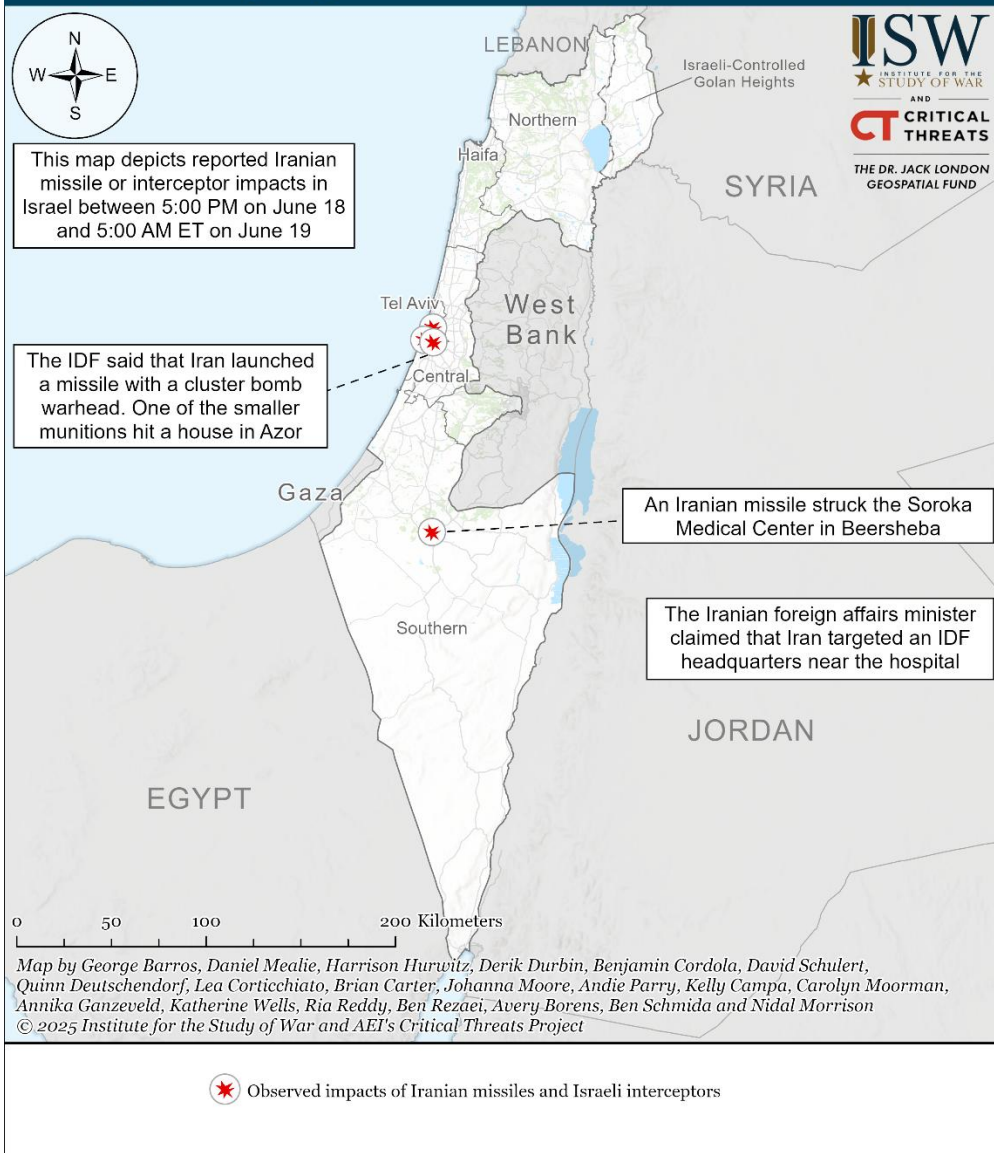 N
W
E
S
LEBANON
Israeli-Controlled
Golan Heights
ISW
INSTITUTE FOR THE
STUDY OF WAR
AND
CT CRITICAL
THREATS
THE DR. JACK LONDON
GEOSPATIAL FUND
Northern
Haifa
This map depicts reported Iranian
missile or interceptor impacts in
Israel between 5:00 PM on June 18
and 5:00 AM ET on June 19
SYRIA
Tel Aviv
West
Bank
The IDF said that Iran launched
a missile with a cluster bomb
warhead. One of the smaller
munitions hit a house in Azor
Central
Gaza
An Iranian missile struck the Soroka
Medical Center in Beersheba
Southern
The Iranian foreign affairs minister
claimed that Iran targeted an IDF
headquarters near the hospital
JORDAN
EGYPT
0 50 100 200 Kilometers
Map by George Barros, Daniel Mealie, Harrison Hurwitz, Derik Durbin, Benjamin Cordola, David Schulert,
Quinn Deutschendorf, Lea Corticchiato, Brian Carter, Johanna Moore, Andie Parry, Kelly Campa, Carolyn Moorman,
Annika Ganzeveld, Katherine Wells, Ria Reddy, Ben Rezaei, Avery Borens, Ben Schmida and Nidal Morrison
© 2025 Institute for the Study of War and AEI's Critical Threats Project
Observed impacts of Iranian missiles and Israeli interceptors